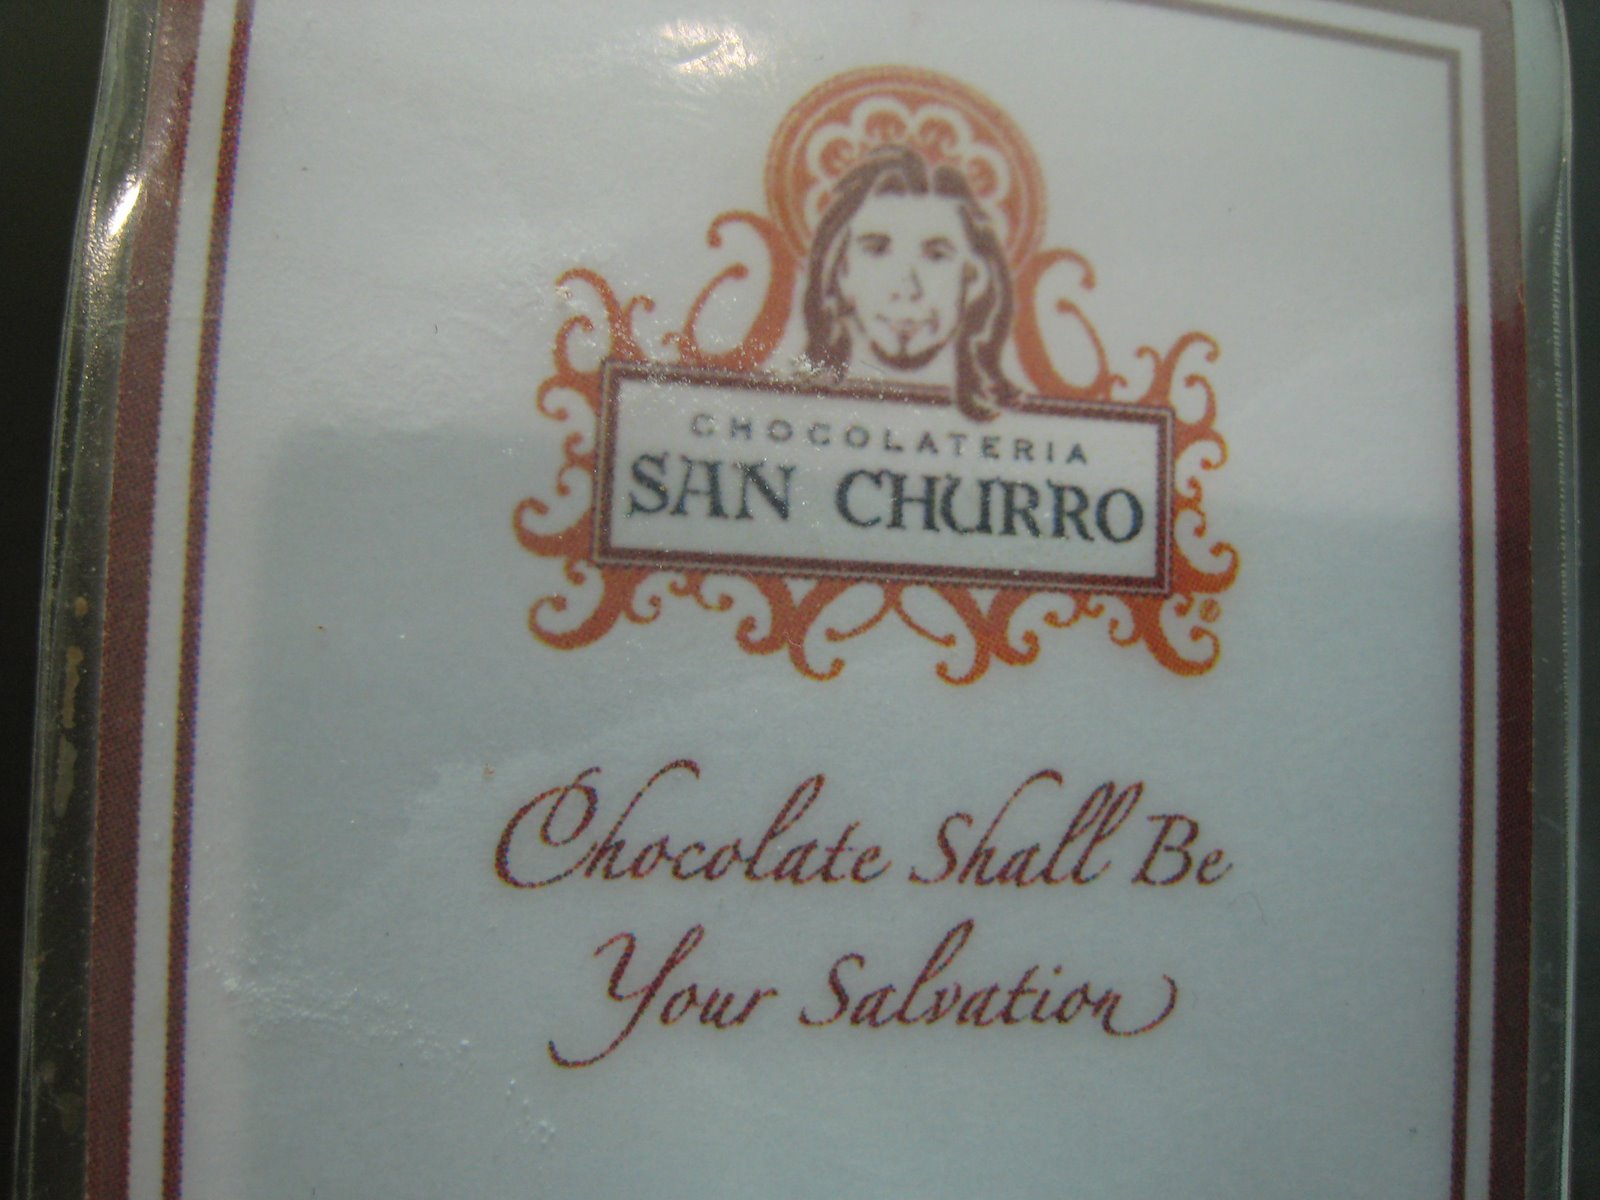 CHOCOLATERIA
SAN CHURRO
®
Chocolate Shall Be
Your Salvation